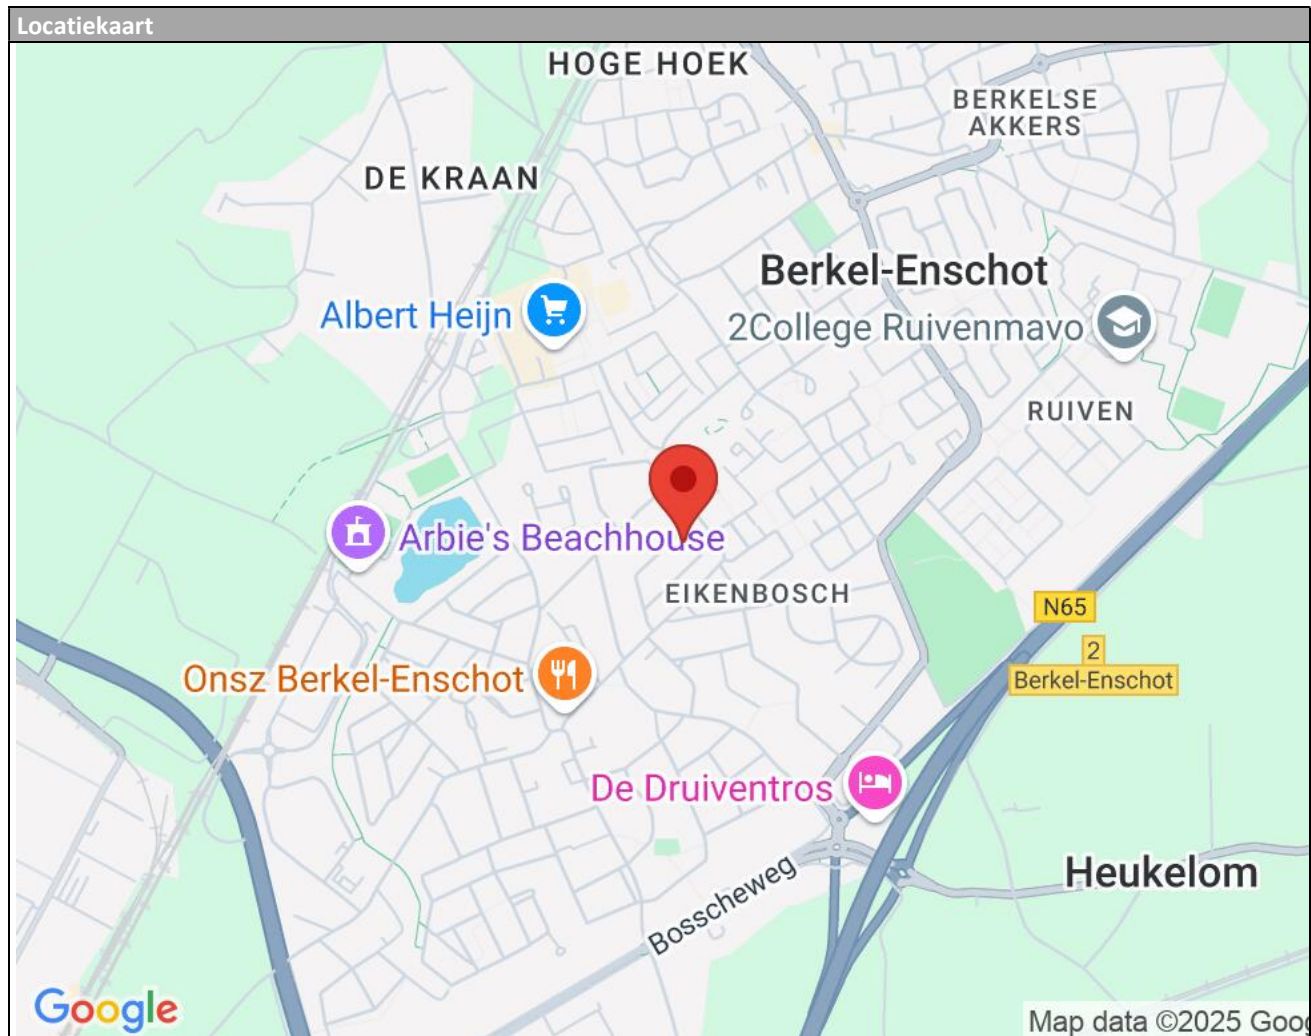 Locatiekaart
HOGE HOEK
BERKELSE
AKKERS
DE KRAAN
Berkel-Enschot
Albert Heijn
2College Ruivenmavo
RUIVEN
Arbie's Beachhouse
EIKENBOSCH
N65
2
Berkel-Enschot
Onsz Berkel-Enschot
De Druiventros
Heukelom
Bosscheweg
Google
Map data ©2025 Goog